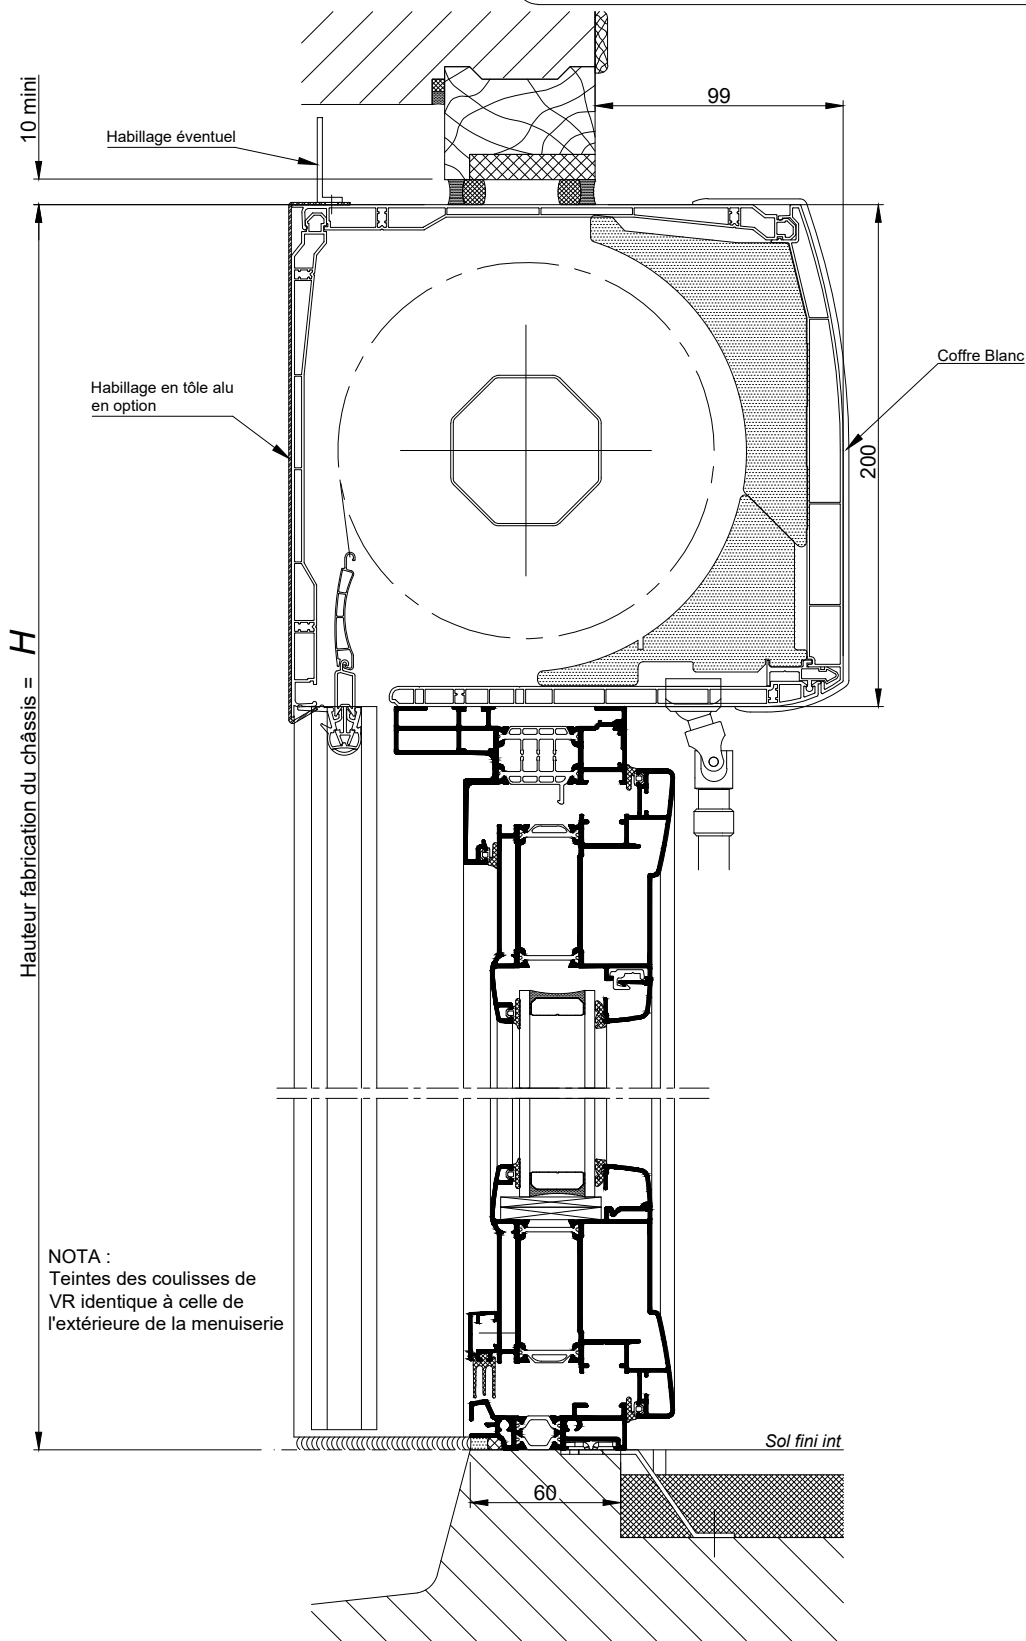 99
10 mini
Habillage éventuel
Coffre Blanc
Habillage en tôle alu
en option
200
Hauteur fabrication du châssis = H
NOTA :
Teintes des coulisses de
VR identique à celle de
l'extérieure de la menuiserie
Sol fini int
60